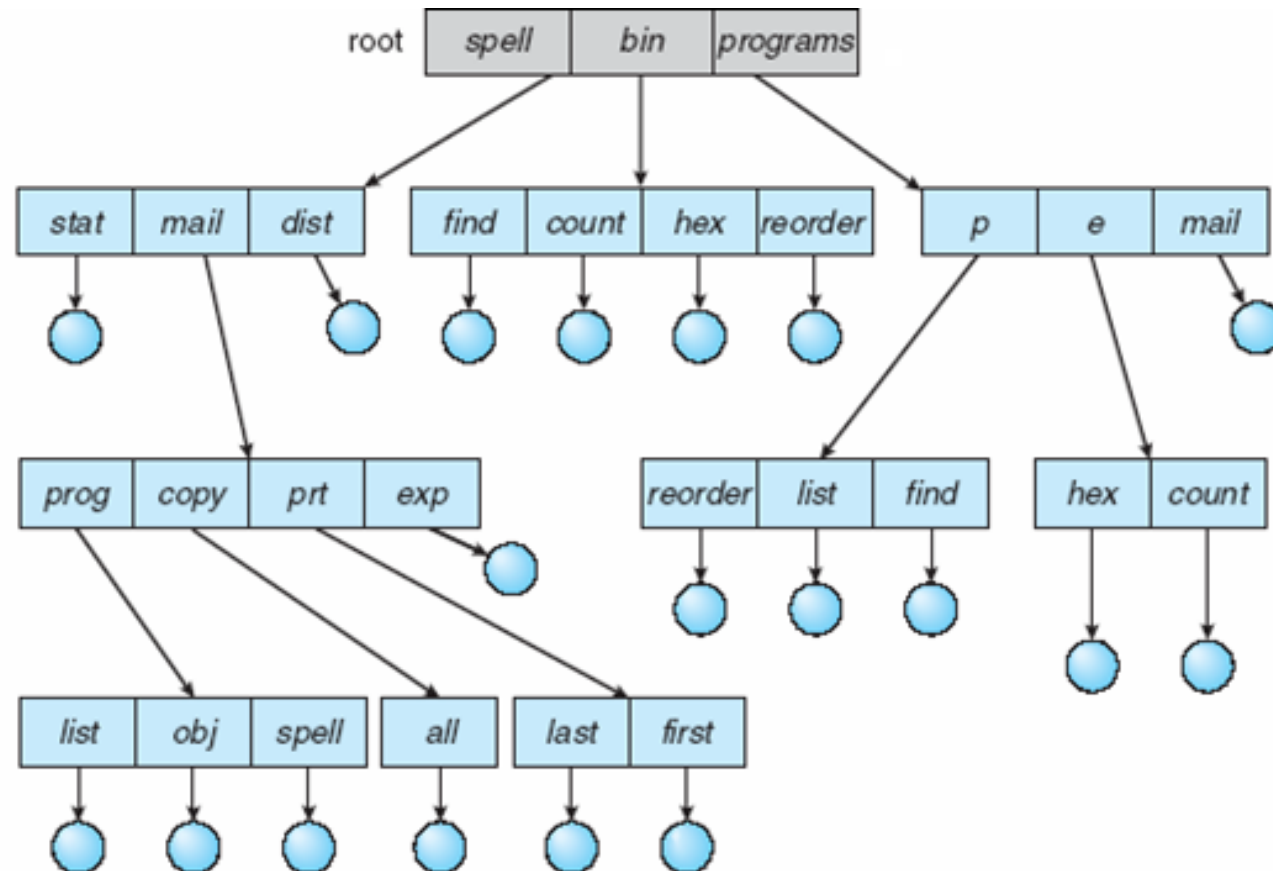 root spell bin programs
stat mail dist find count hex reorder p e mail
prog copy prt exp reorder list find hex count
list obj spell all last first